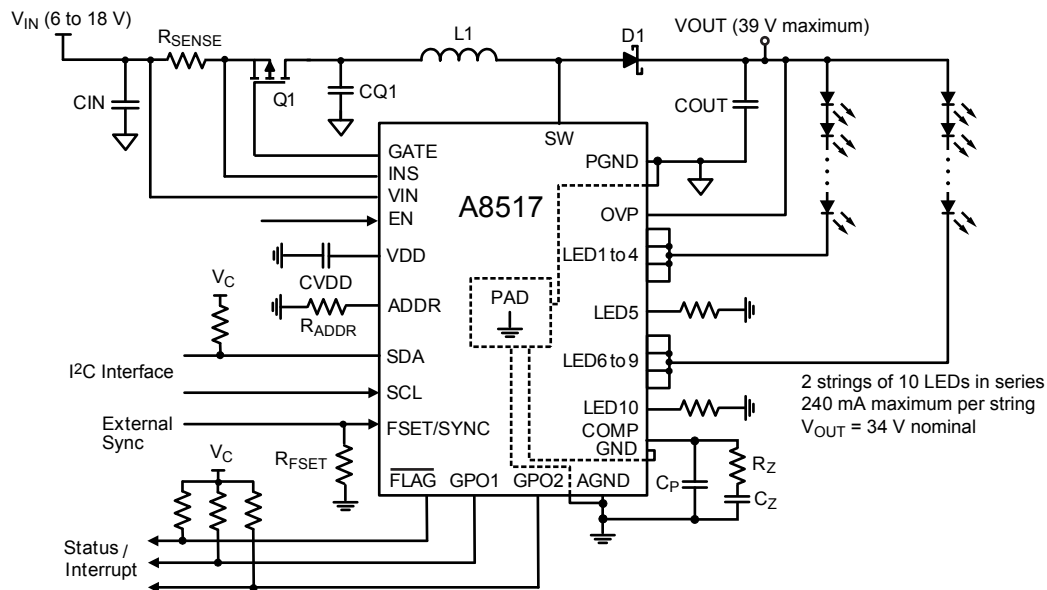 VIN (6 to 18 V)
RSENSE
L1
D1
VOUT (39 V maximum)
CIN
Q1
CQ1
COUT
SW
GATE
INS
VIN
EN
VDD
CVDD
ADDR
RADDR
VC
SDA
I2C Interface
SCL
External
Sync
FSET/SYNC
RFSET
A8517
PAD
PGND
OVP
LED1 to 4
LED5
LED6 to 9
LED10
COMP
GND
2 strings of 10 LEDs in series
240 mA maximum per string
VOUT = 34 V nominal
RZ
CP
CZ
FLAG
GPO1
GPO2
AGND
VC
Status /
Interrupt